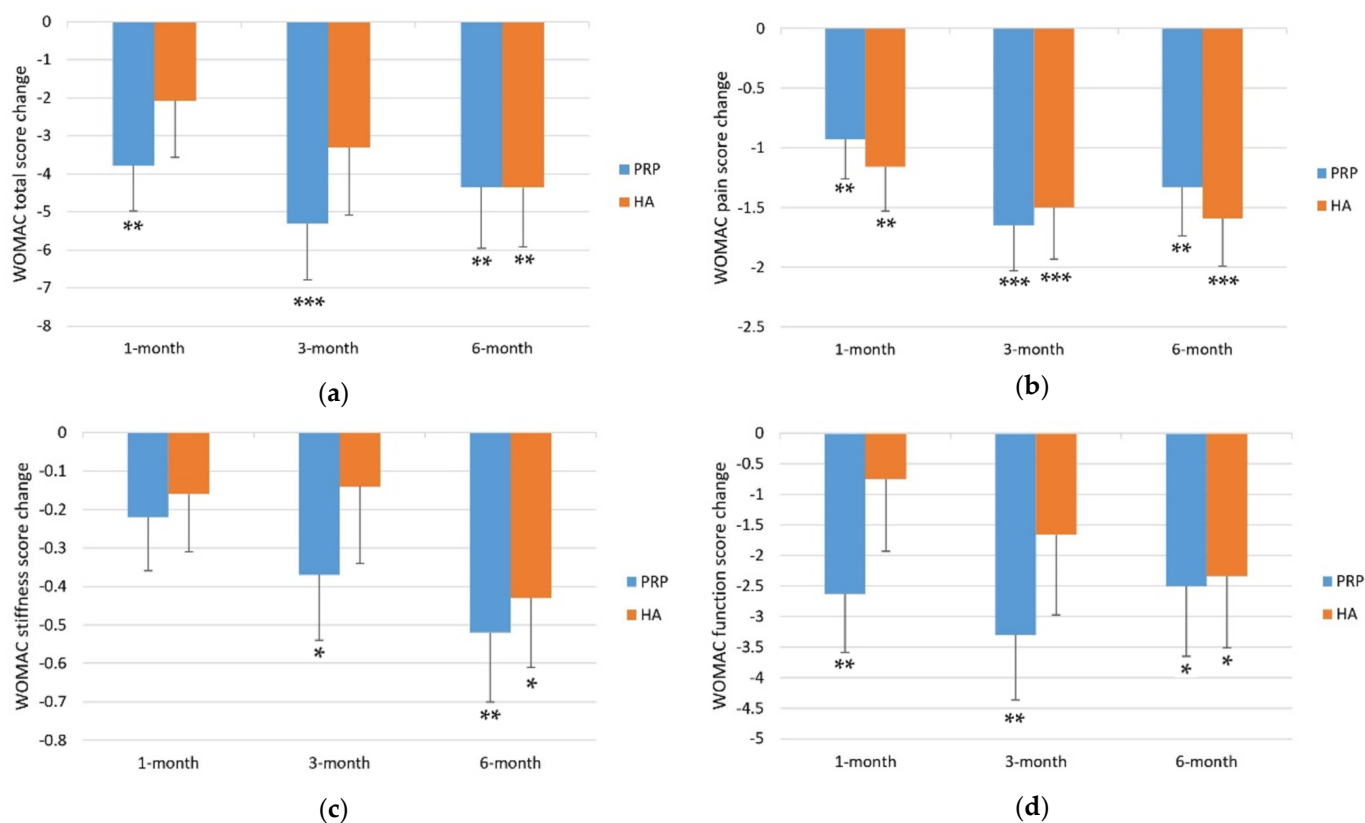 WOMAC total score change
0
-1
-2
-3
-4
-5
-6
-7
-8
**
***
** **
1-month 3-month 6-month
PRP
HA
(a)
WOMAC pain score change
0
-0.5
-1
-1.5
-2
-2.5
** **
*** ***
** ***
1-month 3-month 6-month
PRP
HA
(b)
WOMAC stiffness score change
0
-0.1
-0.2
-0.3
-0.4
-0.5
-0.6
-0.7
-0.8
*
** *
1-month 3-month 6-month
PRP
HA
(c)
WOMAC function score change
0
-0.5
-1
-1.5
-2
-2.5
-3
-3.5
-4
-4.5
-5
**
**
* *
1-month 3-month 6-month
PRP
HA
(d)